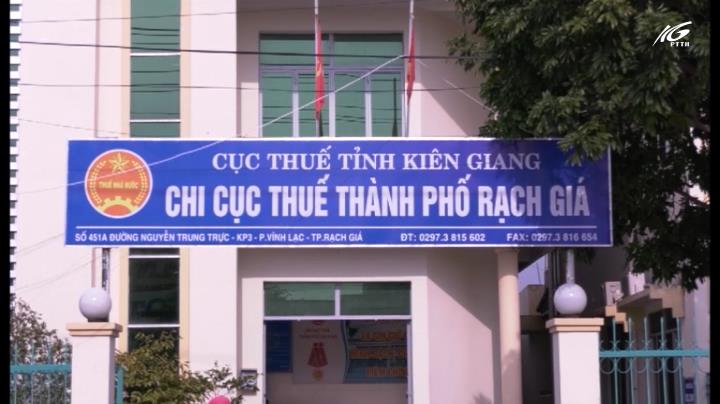 KG
PTTH
CỤC THUẾ TỈNH KIÊN GIANG
THUẾ NHÀ NƯỚC
CHI CỤC THUẾ THÀNH PHỐ RẠCH GIÁ
SỐ 451A ĐƯỜNG NGUYỄN TRUNG TRỰC - KP3 - P.VĨNH LẠC - TP.RẠCH GIÁ ĐT: 0297.3 815 602 FAX: 0297.3 816 654